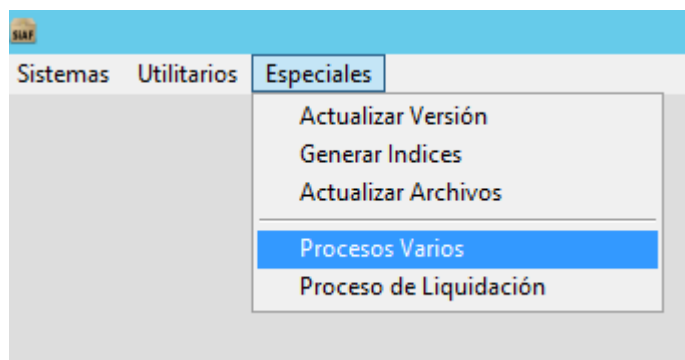 SIAF
Sistemas Utilitarios Especiales
Actualizar Versión
Generar Indices
Actualizar Archivos
Procesos Varios
Proceso de Liquidación